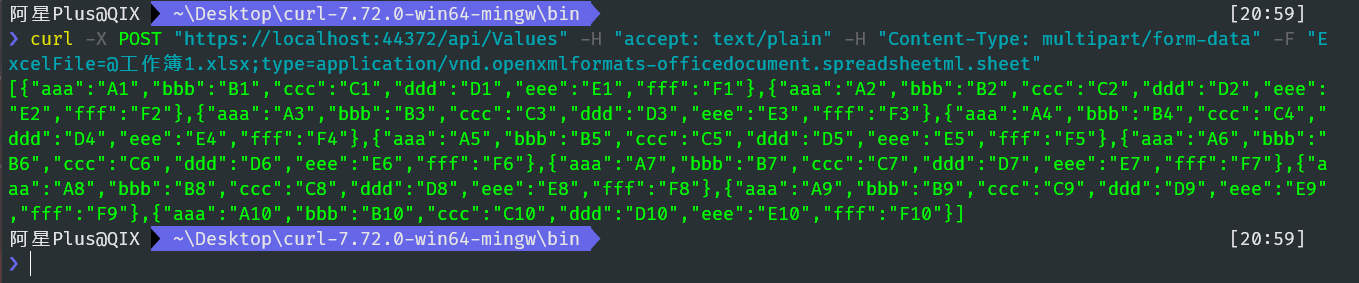 阿星Plus@QIX ~\Desktop\curl-7.72.0-win64-mingw\bin [20:59]
❯ curl -X POST "https://localhost:44372/api/Values" -H "accept: text/plain" -H "Content-Type: multipart/form-data" -F "E
xcelFile=@工作簿1.xlsx;type=application/vnd.openxmlformats-officedocument.spreadsheetml.sheet"
[{"aaa":"A1","bbb":"B1","ccc":"C1","ddd":"D1","eee":"E1","fff":"F1"},{"aaa":"A2","bbb":"B2","ccc":"C2","ddd":"D2","eee":
"E2","fff":"F2"},{"aaa":"A3","bbb":"B3","ccc":"C3","ddd":"D3","eee":"E3","fff":"F3"},{"aaa":"A4","bbb":"B4","ccc":"C4","
ddd":"D4","eee":"E4","fff":"F4"},{"aaa":"A5","bbb":"B5","ccc":"C5","ddd":"D5","eee":"E5","fff":"F5"},{"aaa":"A6","bbb":"
B6","ccc":"C6","ddd":"D6","eee":"E6","fff":"F6"},{"aaa":"A7","bbb":"B7","ccc":"C7","ddd":"D7","eee":"E7","fff":"F7"},{"a
aa":"A8","bbb":"B8","ccc":"C8","ddd":"D8","eee":"E8","fff":"F8"},{"aaa":"A9","bbb":"B9","ccc":"C9","ddd":"D9","eee":"E9"
,"fff":"F9"},{"aaa":"A10","bbb":"B10","ccc":"C10","ddd":"D10","eee":"E10","fff":"F10"}]
阿星Plus@QIX ~\Desktop\curl-7.72.0-win64-mingw\bin [20:59]
❯